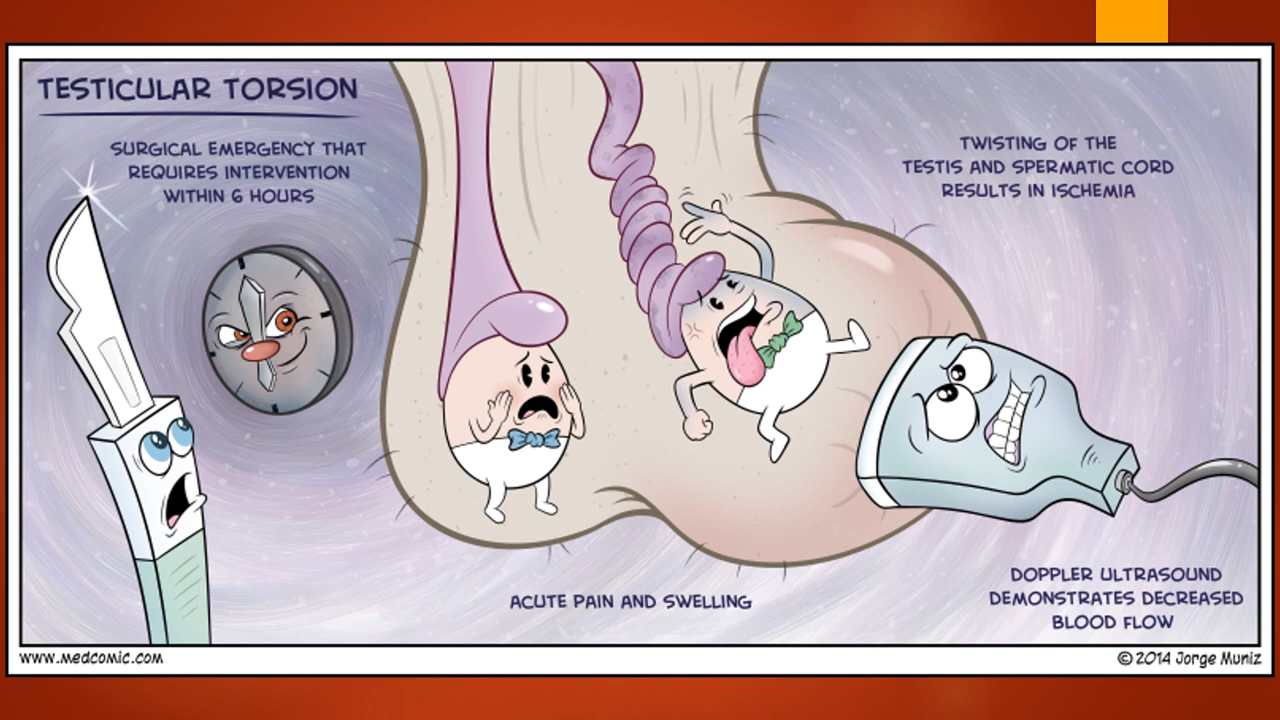 TESTICULAR TORSION
SURGICAL EMERGENCY THAT
REQUIRES INTERVENTION
WITHIN 6 HOURS
TWISTING OF THE
TESTIS AND SPERMATIC CORD
RESULTS IN ISCHEMIA
ACUTE PAIN AND SWELLING
DOPPLER ULTRASOUND
DEMONSTRATES DECREASED
BLOOD FLOW
www.medcomic.com
© 2014 Jorge Muniz